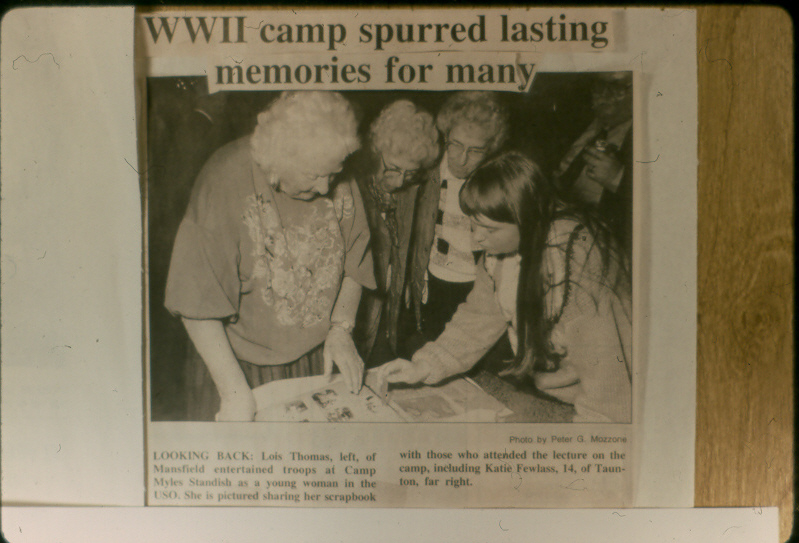 WWII camp spurred lasting
memories for many
Photo by Peter G. Mozzone
LOOKING BACK: Lois Thomas, left, of
Mansfield entertained troops at Camp
Myles Standish as a young woman in the
USO. She is pictured sharing her scrapbook
with those who attended the lecture on the
camp, including Katie Fewlass, 14, of Taun-
ton, far right.